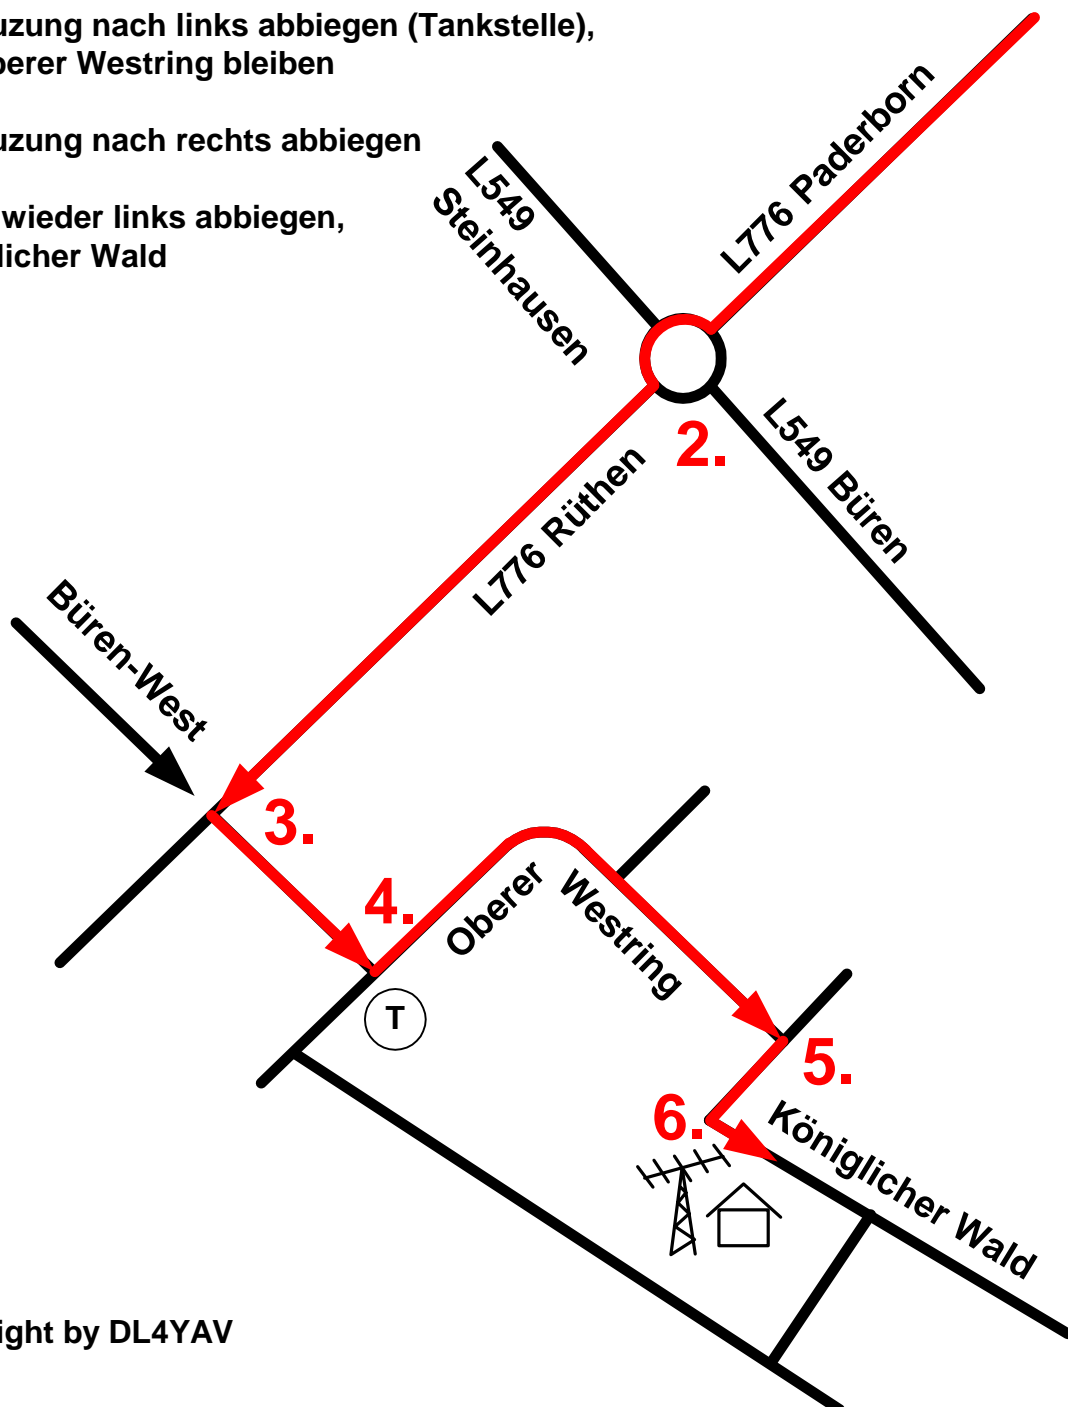 uzung nach links abbiegen (Tankstelle),
berer Westring bleiben
uzung nach rechts abbiegen
wieder links abbiegen,
licher Wald
L776 Paderborn
L549
Steinhausen
2.
L549 Büren
L776 Rüthen
Büren-West
3.
4.
Oberer
Westring
T
5.
6.
Königlicher Wald
ight by DL4YAV